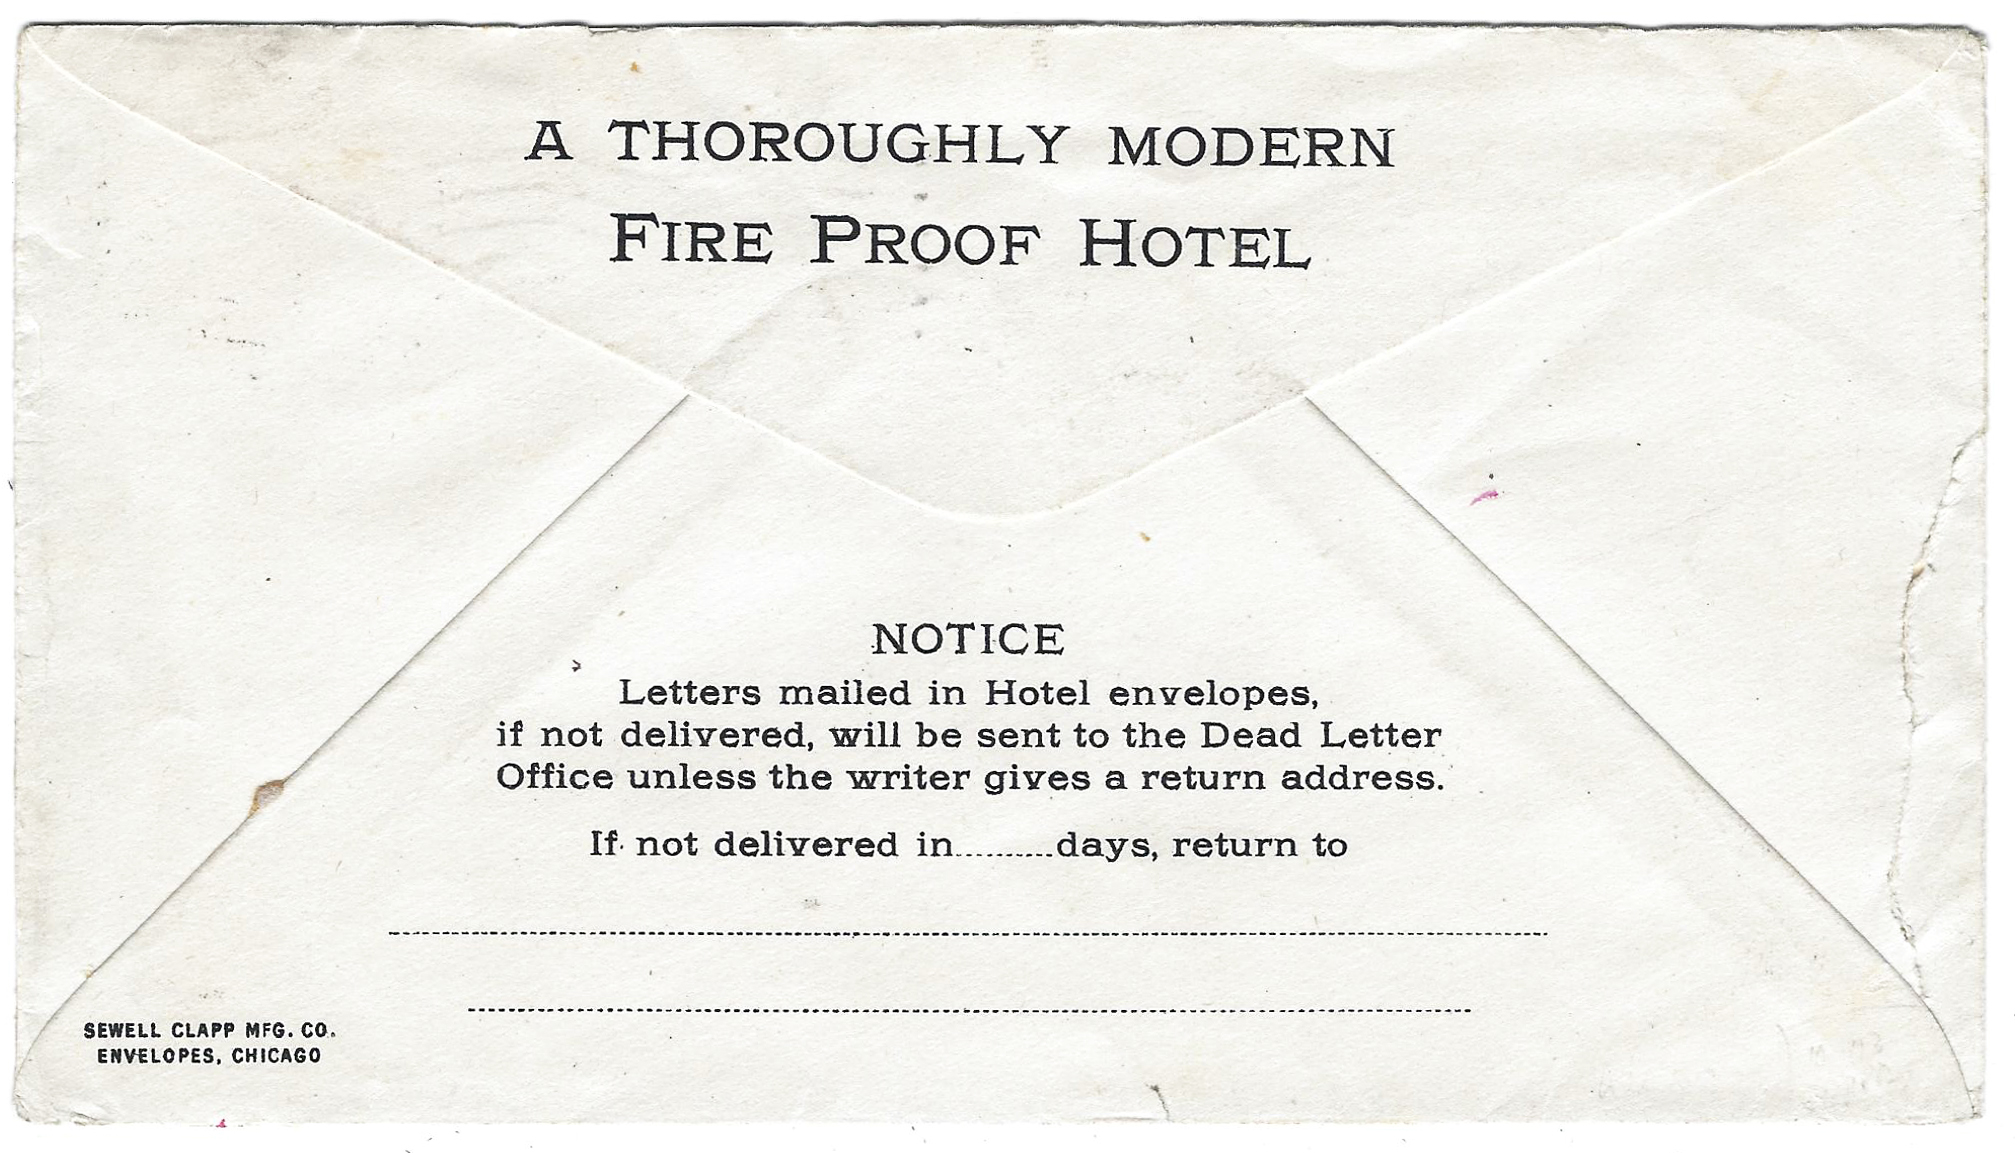 A THOROUGHLY MODERN
FIRE PROOF HOTEL
NOTICE
Letters mailed in Hotel envelopes,
if not delivered, will be sent to the Dead Letter
Office unless the writer gives a return address.
If not delivered in..........days, return to
SEWELL CLAPP MFG. CO.
ENVELOPES, CHICAGO